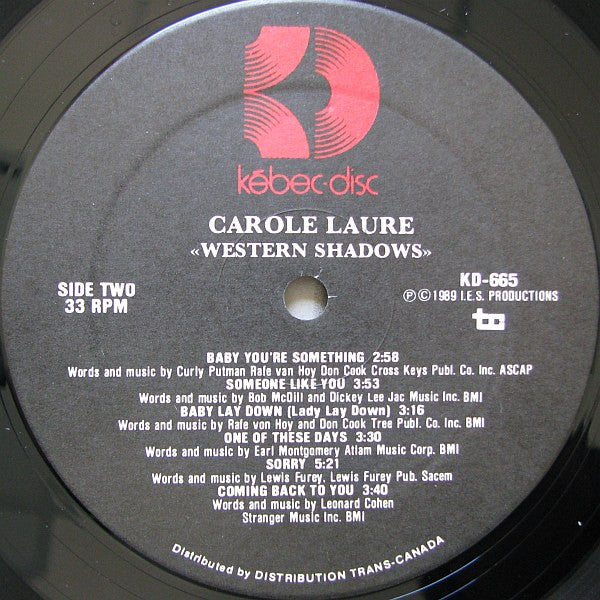 kébec-disc
CAROLE LAURE
«WESTERN SHADOWS»
SIDE TWO
33 RPM
KD-665
℗©1989 I.E.S. PRODUCTIONS
BABY YOU'RE SOMETHING 2:58
Words and music by Curly Putman Rafe van Hoy Don Cook Cross Keys Publ. Co. Inc. ASCAP
SOMEONE LIKE YOU 3:53
Words and music by Bob McDill and Dickey Lee Jac Music Inc. BMI
BABY LAY DOWN (Lady Lay Down) 3:16
Words and music by Rafe von Hoy and Don Cook Tree Publ. Co. Inc. BMI
ONE OF THESE DAYS 3:30
Words and music by Earl Montgomery Atlam Music Corp. BMI
SORRY 5:21
Words and music by Lewis Furey, Lewis Furey Pub. Sacem
COMING BACK TO YOU 3:40
Words and music by Leonard Cohen
Stranger Music Inc. BMI
Distributed by DISTRIBUTION TRANS-CANADA